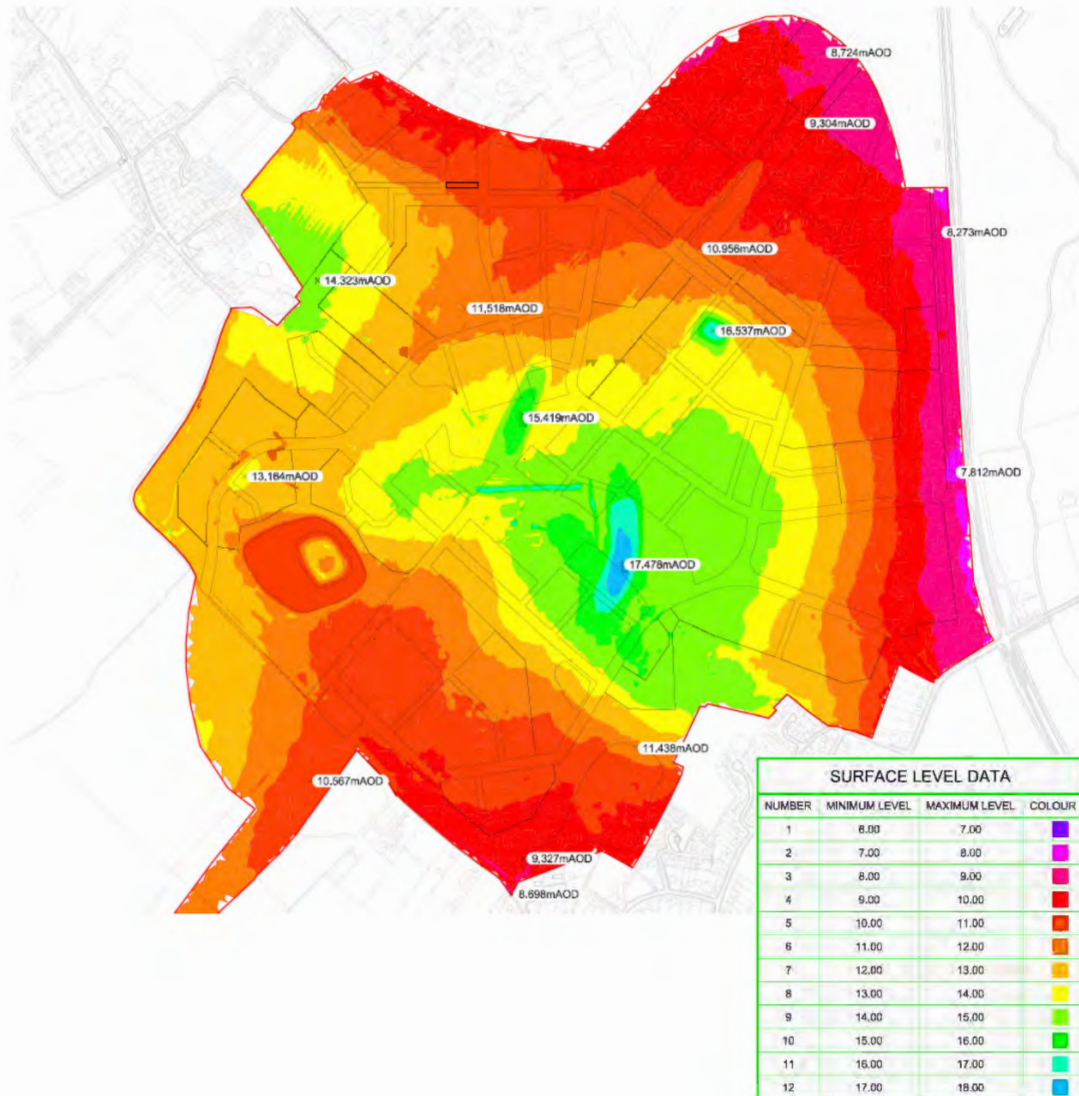 8.724mAOD
9.304mAOD
8.273mAOD
10.956mAOD
14.323mAOD
11.518mAOD
16.537mAOD
15.419mAOD
13.164mAOD
7.812mAOD
17.478mAOD
11.438mAOD
10.567mAOD
9.327mAOD
8.698mAOD
SURFACE LEVEL DATA
NUMBER MINIMUM LEVEL MAXIMUM LEVEL COLOUR
1 6.00 7.00
2 7.00 8.00
3 8.00 9.00
4 9.00 10.00
5 10.00 11.00
6 11.00 12.00
7 12.00 13.00
8 13.00 14.00
9 14.00 15.00
10 15.00 16.00
11 16.00 17.00
12 17.00 18.00